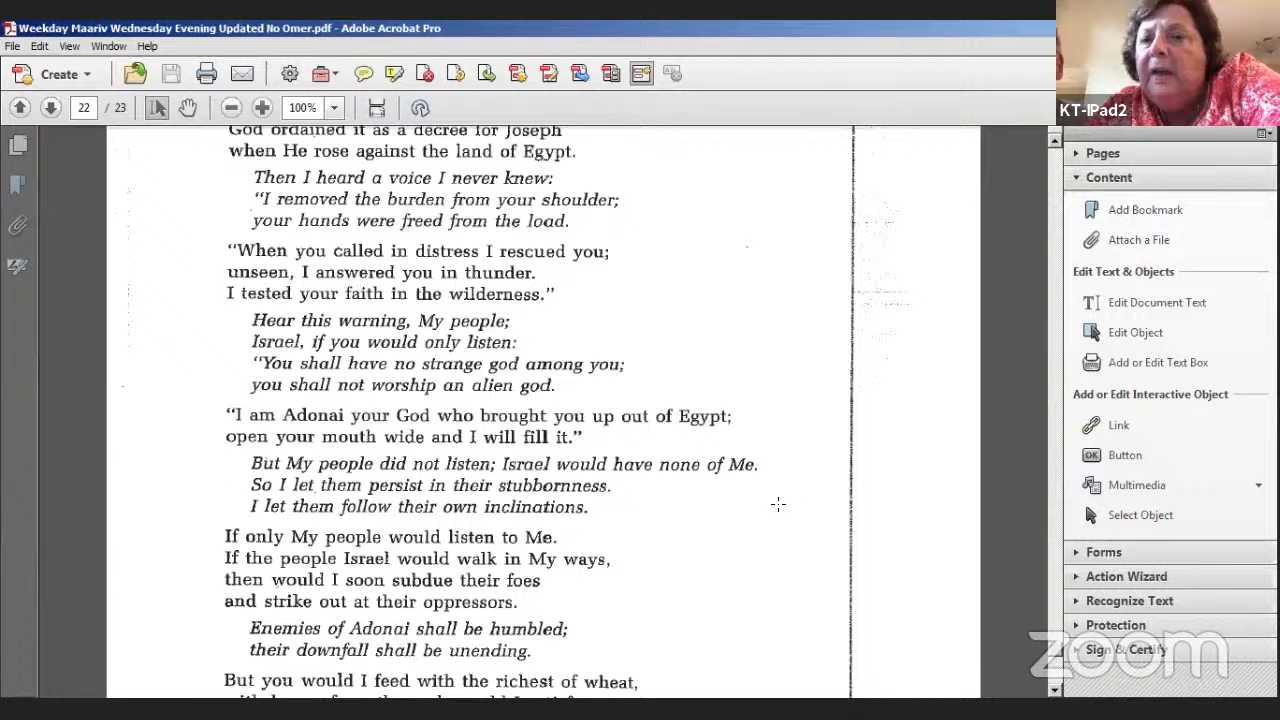 Weekday Maariv Wednesday Evening Updated No Omer.pdf - Adobe Acrobat Pro
File Edit View Window Help
Create
22 / 23 100%
KT-IPad2
God ordained it as a decree for Joseph
when He rose against the land of Egypt.
Then I heard a voice I never knew:
“I removed the burden from your shoulder;
your hands were freed from the load.
“When you called in distress I rescued you;
unseen, I answered you in thunder.
I tested your faith in the wilderness.”
Hear this warning, My people;
Israel, if you would only listen:
“You shall have no strange god among you;
you shall not worship an alien god.
“I am Adonai your God who brought you up out of Egypt;
open your mouth wide and I will fill it.”
But My people did not listen; Israel would have none of Me.
So I let them persist in their stubbornness.
I let them follow their own inclinations.
If only My people would listen to Me.
If the people Israel would walk in My ways,
then would I soon subdue their foes
and strike out at their oppressors.
Enemies of Adonai shall be humbled;
their downfall shall be unending.
But you would I feed with the richest of wheat,
Pages
Content
Add Bookmark
Attach a File
Edit Text & Objects
Edit Document Text
Edit Object
Add or Edit Text Box
Add or Edit Interactive Object
Link
OK Button
Multimedia
Select Object
Forms
Action Wizard
Recognize Text
Protection
Sign & Certify
zoom